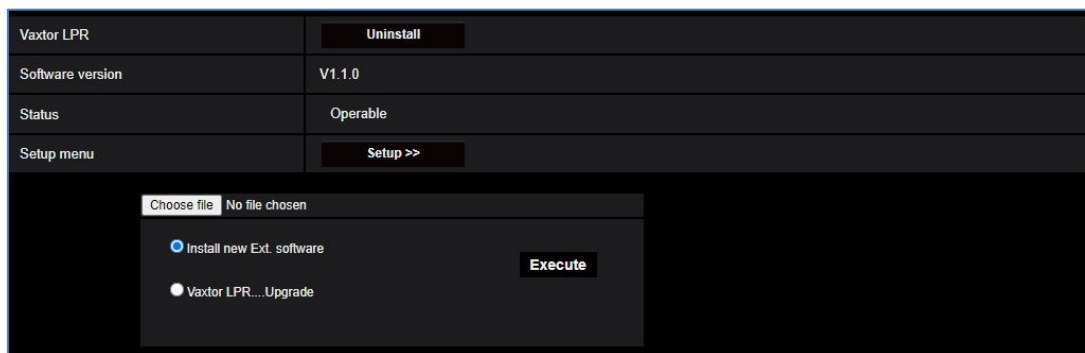 Vaxtor LPR Uninstall
Software version V1.1.0
Status Operable
Setup menu Setup >>
Choose file No file chosen
Install new Ext. software
Execute
Vaxtor LPR....Upgrade